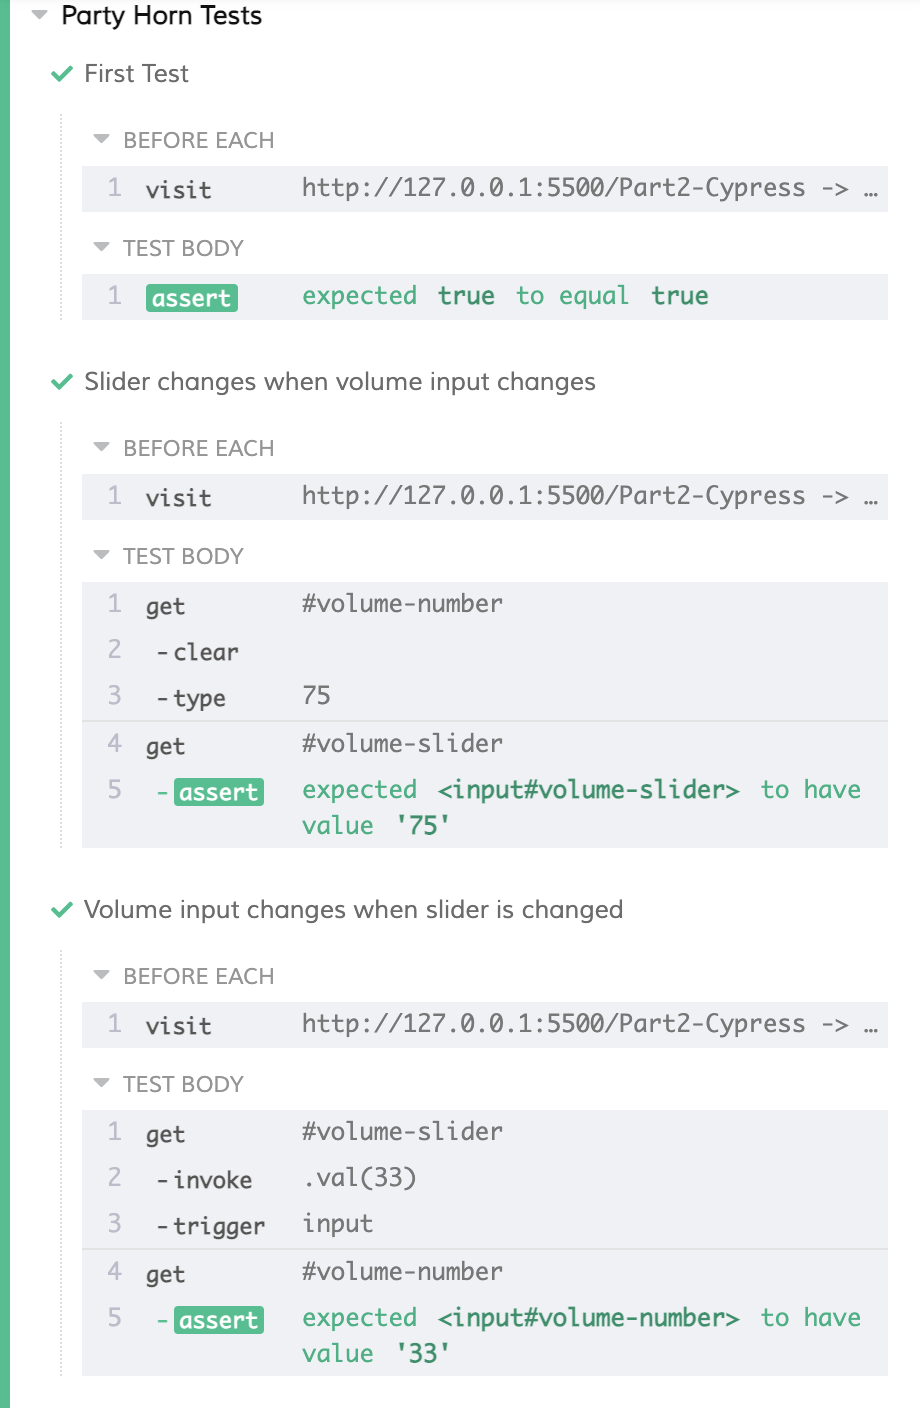 Party Horn Tests
First Test
BEFORE EACH
1 visit http://127.0.0.1:5500/Part2-Cypress -> …
TEST BODY
1 assert expected true to equal true
Slider changes when volume input changes
BEFORE EACH
1 visit http://127.0.0.1:5500/Part2-Cypress -> …
TEST BODY
1 get #volume-number
2 -clear
3 -type 75
4 get #volume-slider
5 -assert expected <input#volume-slider> to have
value '75'
Volume input changes when slider is changed
BEFORE EACH
1 visit http://127.0.0.1:5500/Part2-Cypress -> …
TEST BODY
1 get #volume-slider
2 -invoke .val(33)
3 -trigger input
4 get #volume-number
5 -assert expected <input#volume-number> to have
value '33'